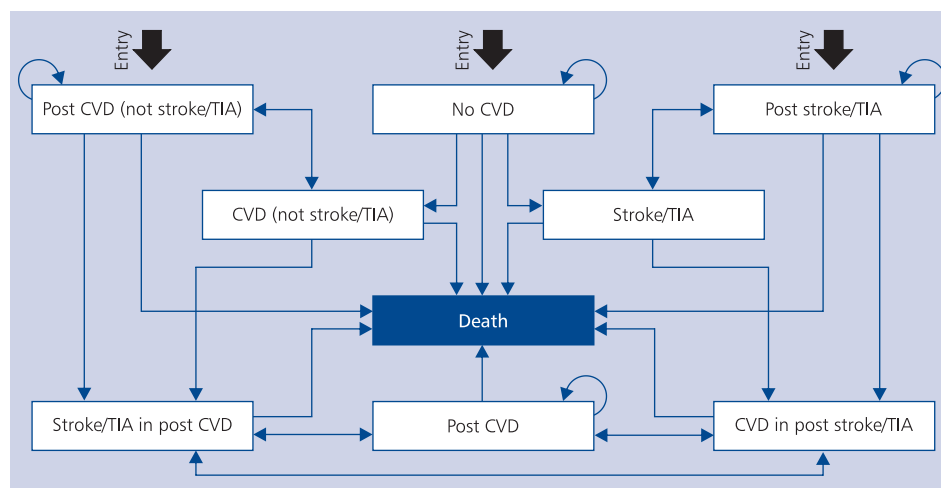 Entry
Entry
Entry
Post CVD (not stroke/TIA)
No CVD
Post stroke/TIA
CVD (not stroke/TIA)
Stroke/TIA
Death
Stroke/TIA in post CVD
Post CVD
CVD in post stroke/TIA